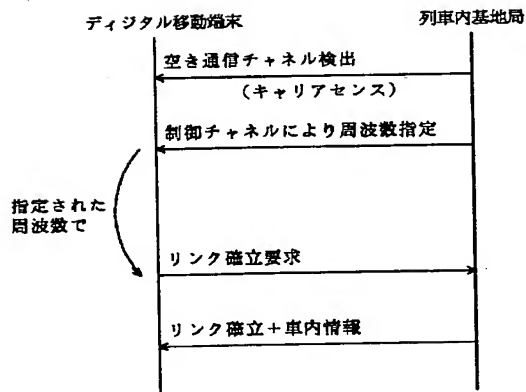 ディジタル移動端末
列車内基地局
空き通信チャネル検出
(キャリアセンス)
制御チャネルにより周波数指定
指定された
周波数で
リンク確立要求
リンク確立+車内情報